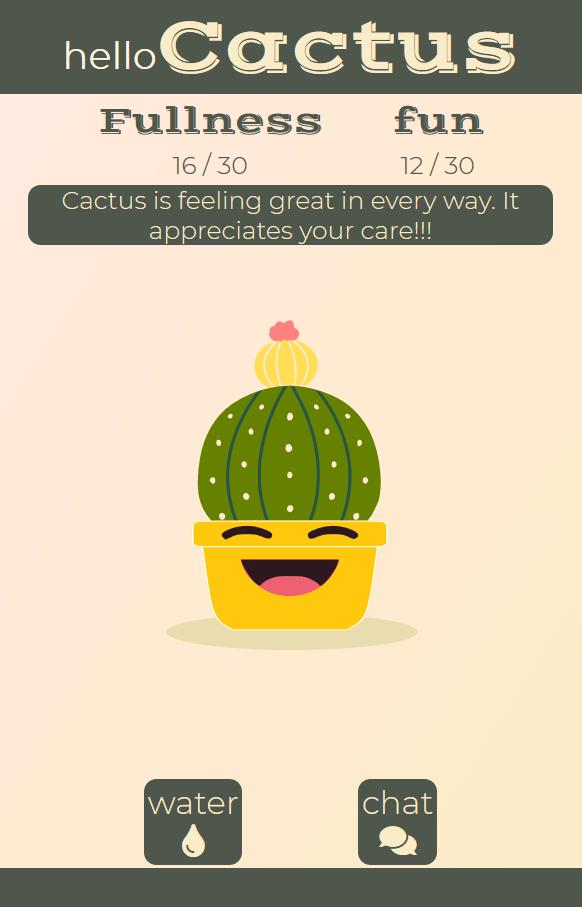 helloCactus
Fullness fun
16 / 30 12 / 30
Cactus is feeling great in every way. It
appreciates your care!!!
water chat